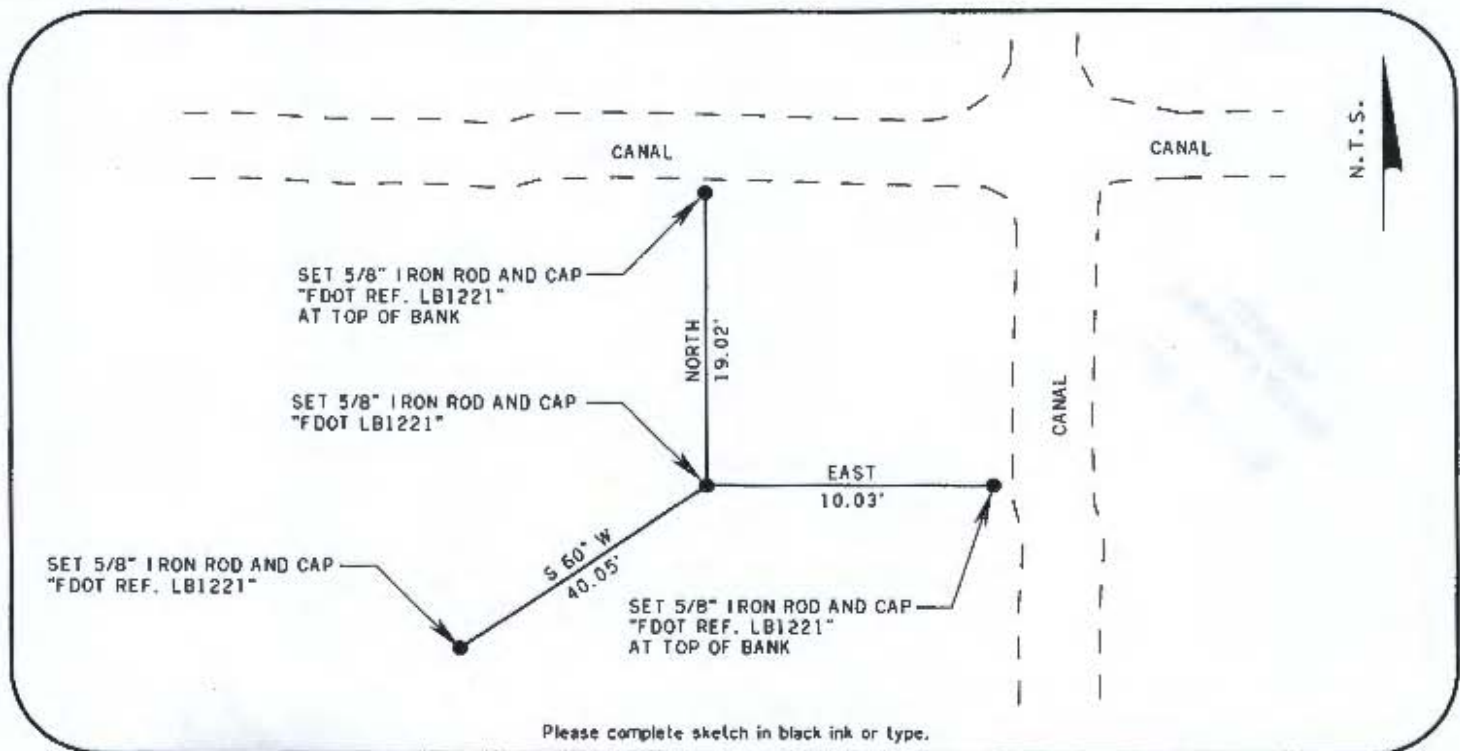 CANAL
CANAL
N.T.S.
SET 5/8" IRON ROD AND CAP
"FDOT REF. LB1221"
AT TOP OF BANK
NORTH
19.02'
SET 5/8" IRON ROD AND CAP
"FDOT LB1221"
CANAL
EAST
10.03'
S 60° W
40.05'
SET 5/8" IRON ROD AND CAP
"FDOT REF. LB1221"
SET 5/8" IRON ROD AND CAP
"FDOT REF. LB1221"
AT TOP OF BANK
Please complete sketch in black ink or type.